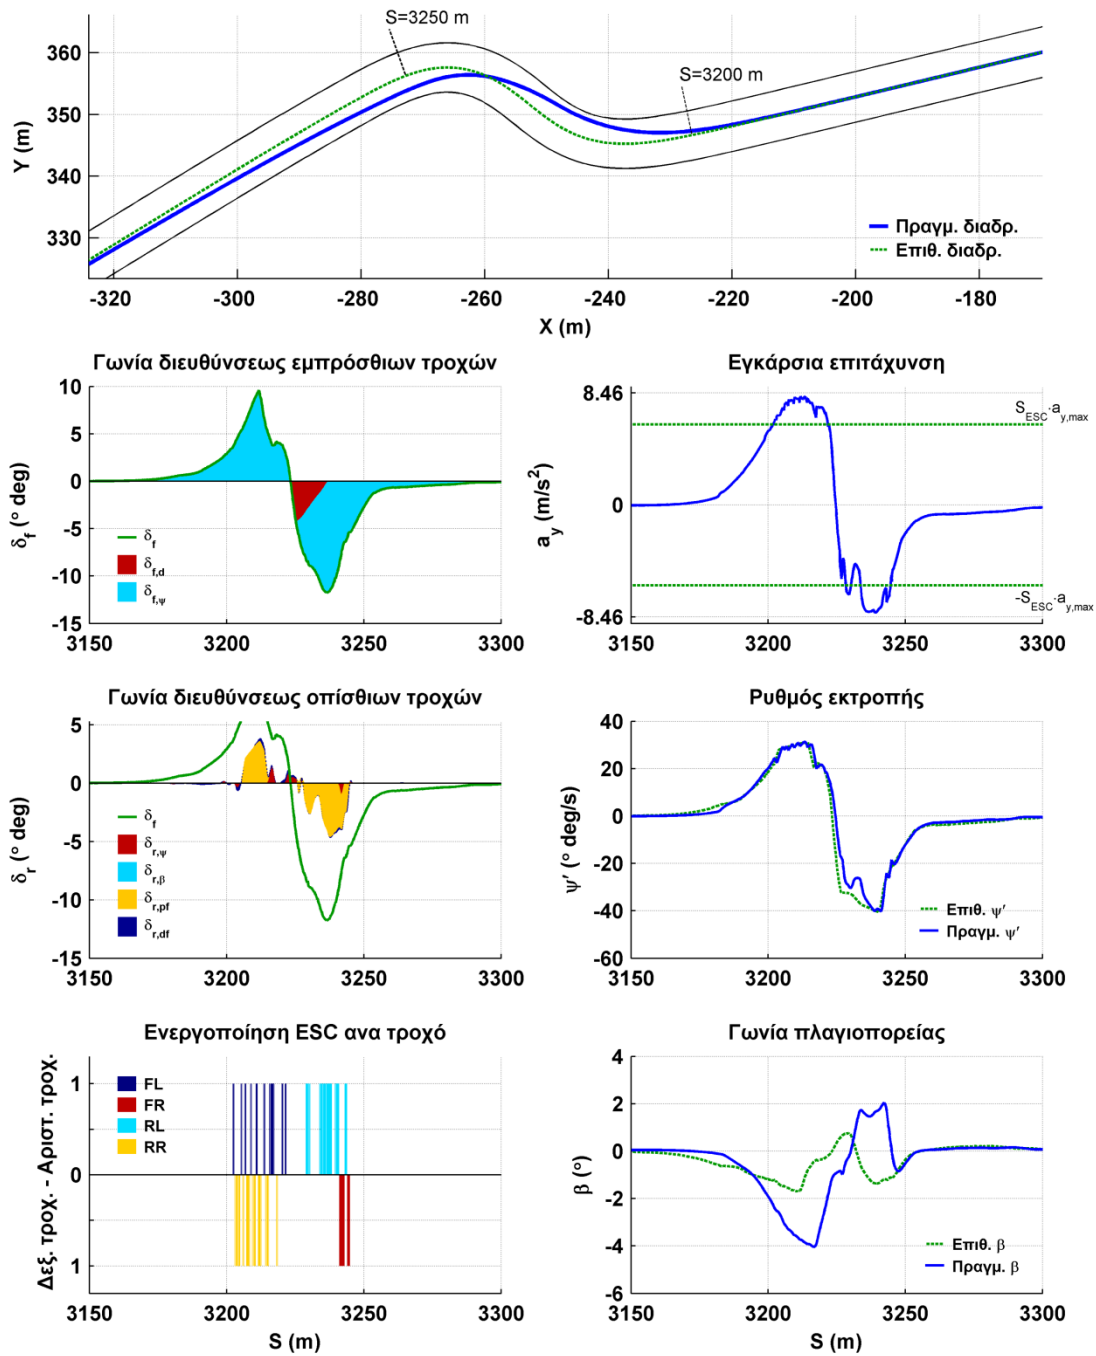 S=3250 m
S=3200 m
360
350
340
330
Y (m)
Πραγμ. διαδρ.
Επιθ. διαδρ.
-320
-300
-280
-260
-240
-220
-200
-180
X (m)
Γωνία διευθύνσεως εμπρόσθιων τροχών
10
5
0
-5
-10
-15
δf (° deg)
δf
δf,d
δf,ψ
3150
3200
3250
3300
Εγκάρσια επιτάχυνση
8.46
0
-8.46
ay (m/s²)
SESC·ay,max
-SESC·ay,max
3150
3200
3250
3300
Γωνία διευθύνσεως οπίσθιων τροχών
5
0
-5
-10
-15
δr (° deg)
δf
δr,ψ
δr,β
δr,pf
δr,df
3150
3200
3250
3300
Ρυθμός εκτροπής
40
20
0
-20
-40
-60
ψ' (° deg/s)
Επιθ. ψ'
Πραγμ. ψ'
3150
3200
3250
3300
Ενεργοποίηση ESC ανα τροχό
1
0
1
Δεξ. τροχ. - Αριστ. τροχ.
FL
FR
RL
RR
3150
3200
3250
3300
S (m)
Γωνία πλαγιοπορείας
4
2
0
-2
-4
-6
β (°)
Επιθ. β
Πραγμ. β
3150
3200
3250
3300
S (m)